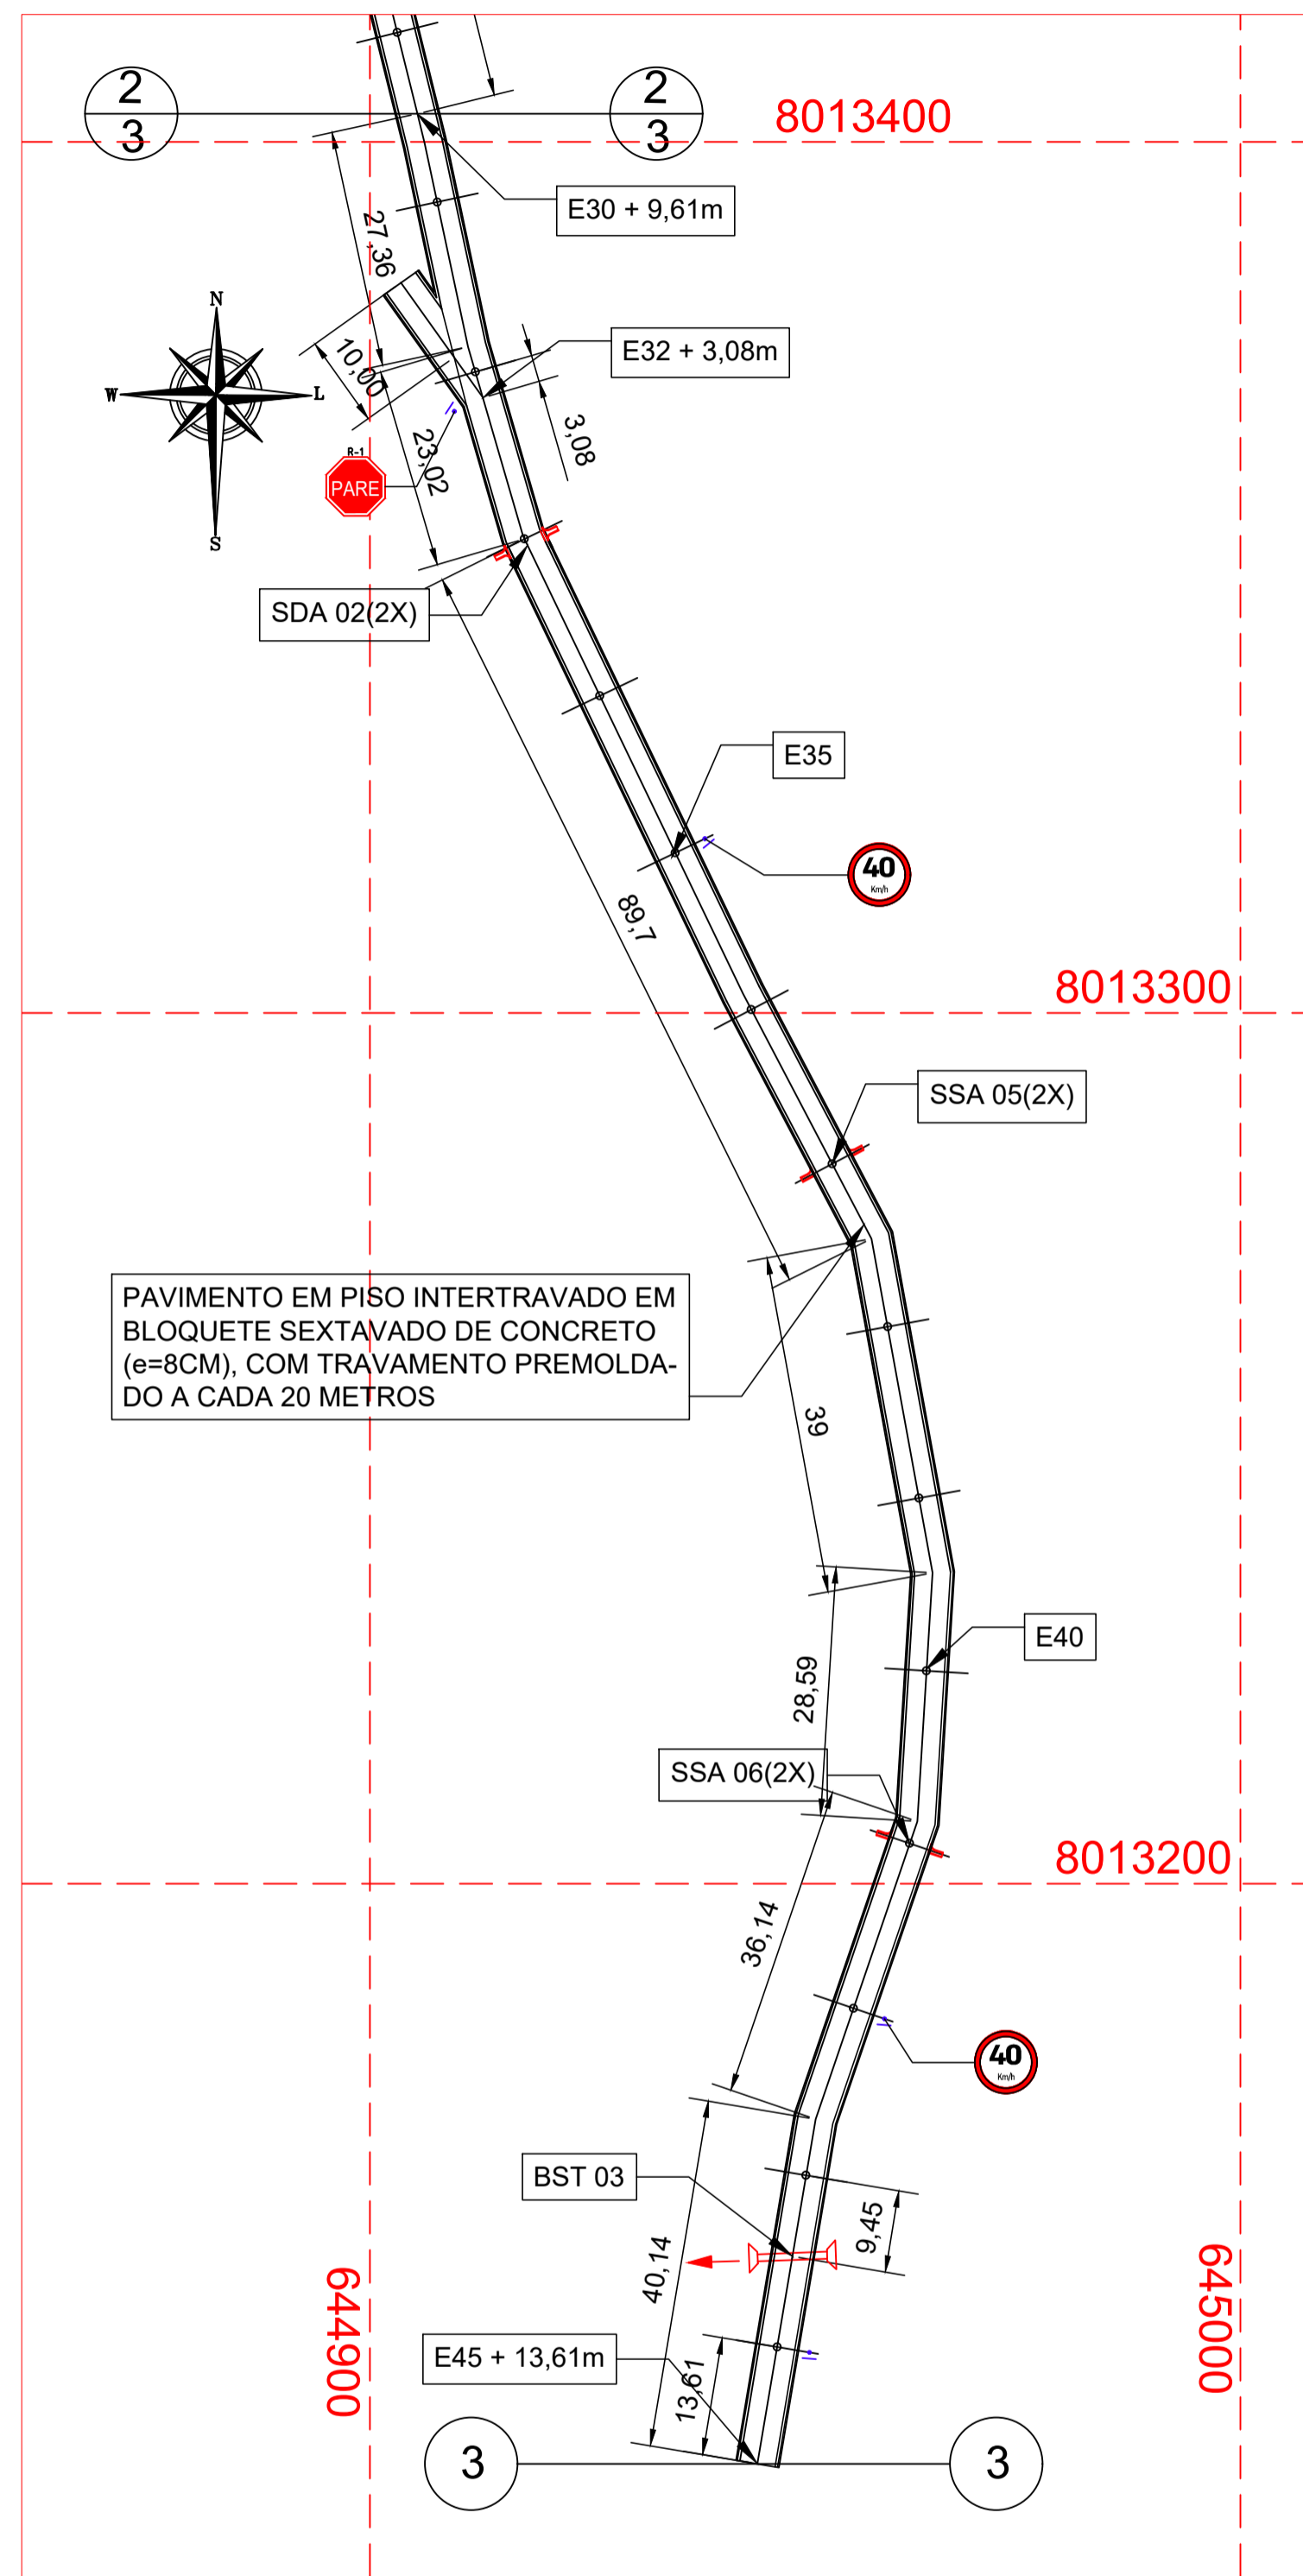 2
3
2
3
8013400
E30 + 9,61m
27,36
N
W
L
S
E32 + 3,08m
10,00
3,08
23,02
R-1
PARE
SDA 02(2X)
E35
40
Km/h
89,7
8013300
SSA 05(2X)
PAVIMENTO EM PISO INTERTRAVADO EM
BLOQUETE SEXTAVADO DE CONCRETO
(e=8CM), COM TRAVAMENTO PREMOLDA-
DO A CADA 20 METROS
39
E40
28,59
SSA 06(2X)
8013200
36,14
40
Km/h
BST 03
9,45
40,14
644900
645000
E45 + 13,61m
13,61
3
3